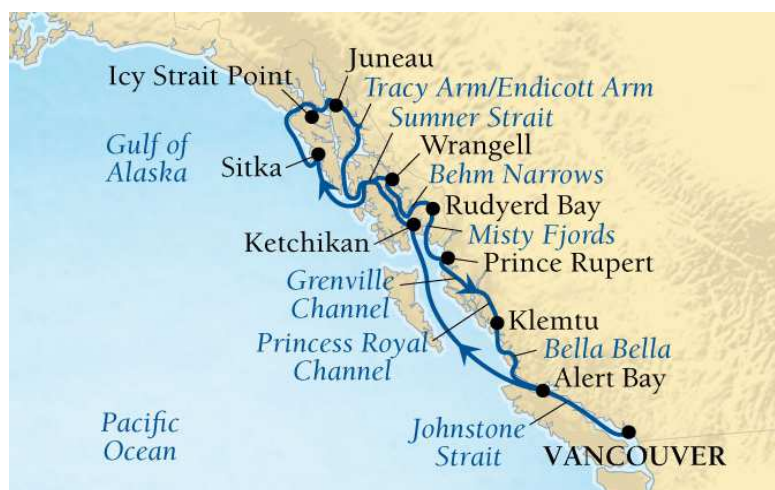 Juneau
Icy Strait Point
Tracy Arm/Endicott Arm
Sumner Strait
Gulf of
Alaska
Wrangell
Sitka
Behm Narrows
Rudyerd Bay
Ketchikan
Misty Fjords
Prince Rupert
Grenville
Channel
Klemtu
Princess Royal
Channel
Bella Bella
Alert Bay
Pacific
Ocean
Johnstone
Strait
VANCOUVER